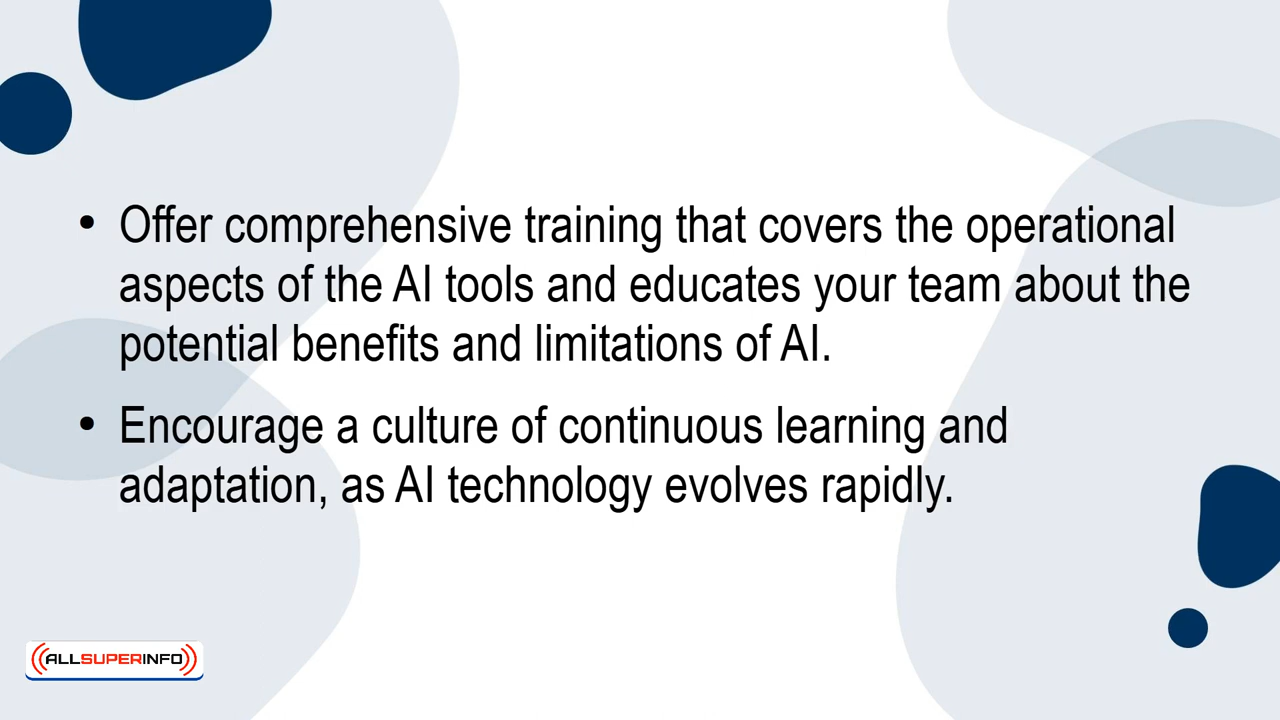 • Offer comprehensive training that covers the operational
aspects of the AI tools and educates your team about the
potential benefits and limitations of AI.
• Encourage a culture of continuous learning and
adaptation, as AI technology evolves rapidly.
ALLSUPERINFO